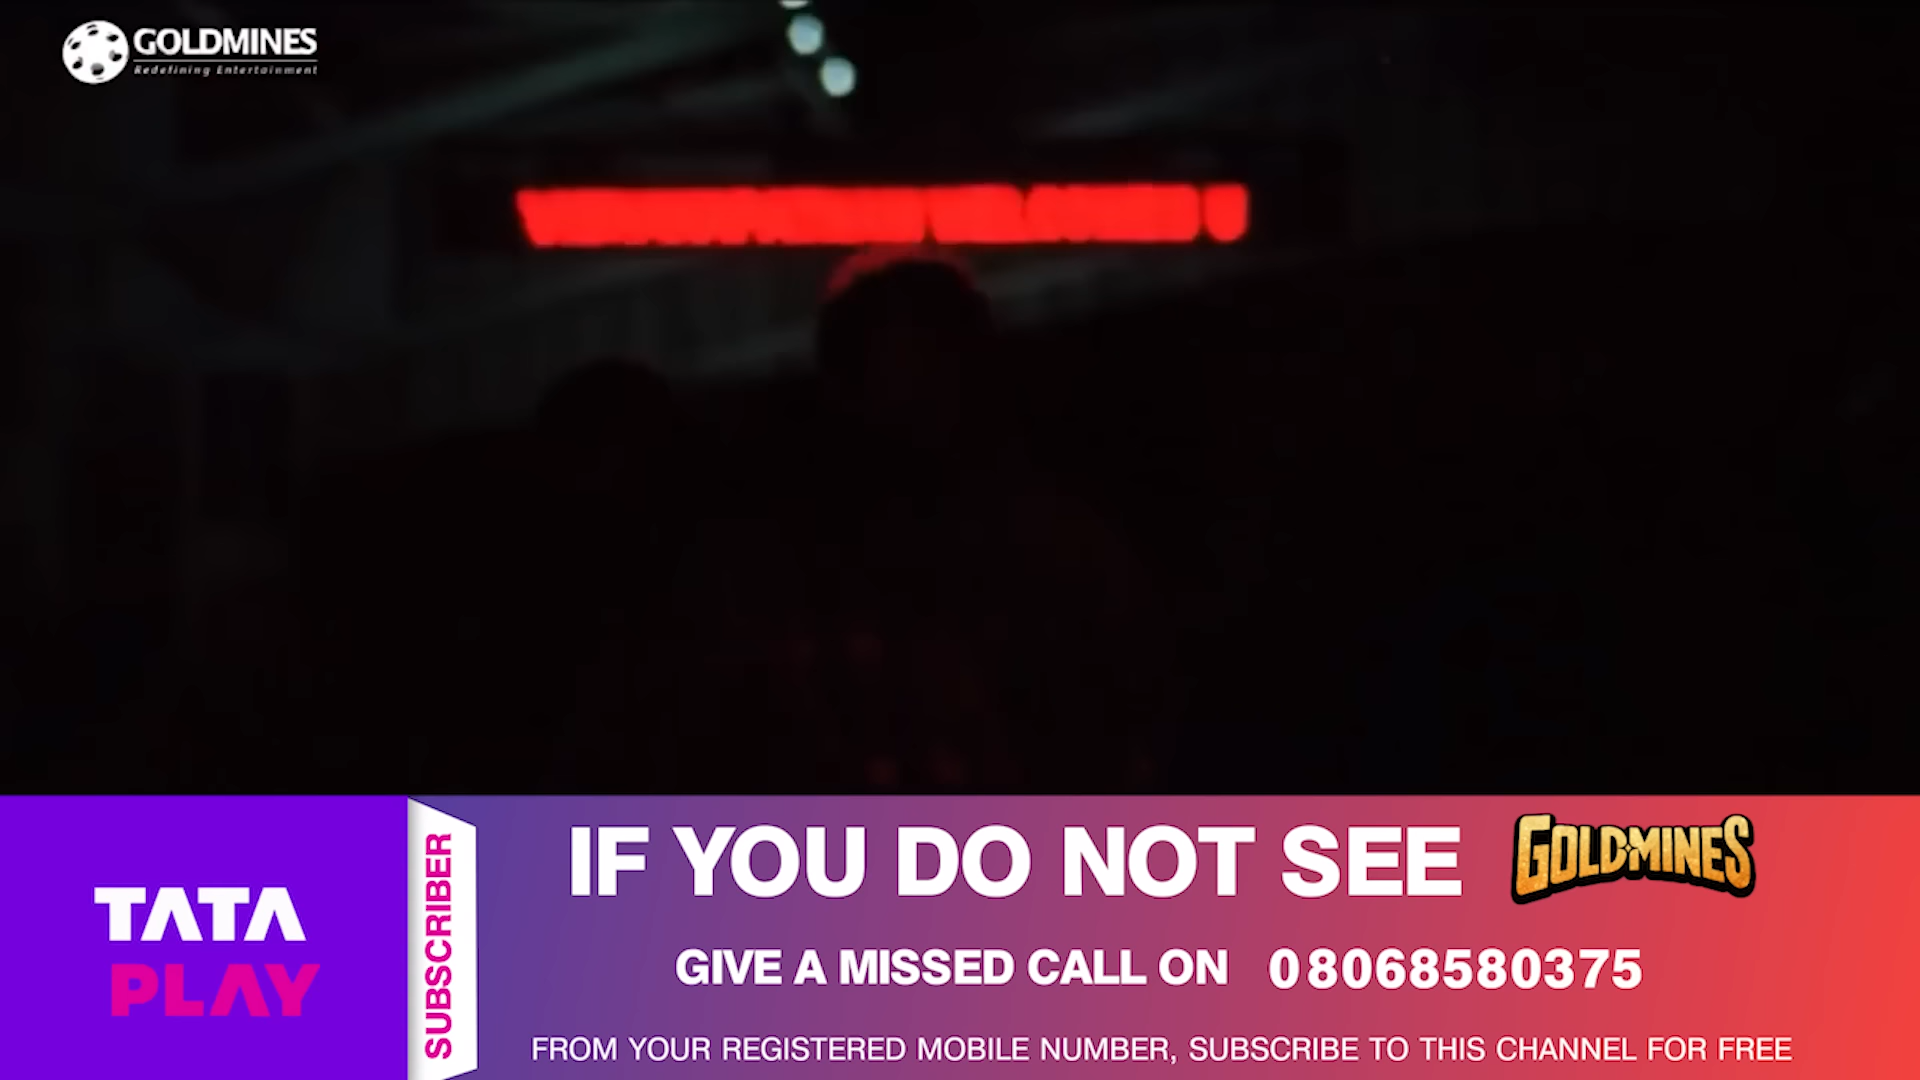 GOLDMINES
Redefining Entertainment
TATA
PLAY
SUBSCRIBER
IF YOU DO NOT SEE GOLDMINES
GIVE A MISSED CALL ON 08068580375
FROM YOUR REGISTERED MOBILE NUMBER, SUBSCRIBE TO THIS CHANNEL FOR FREE